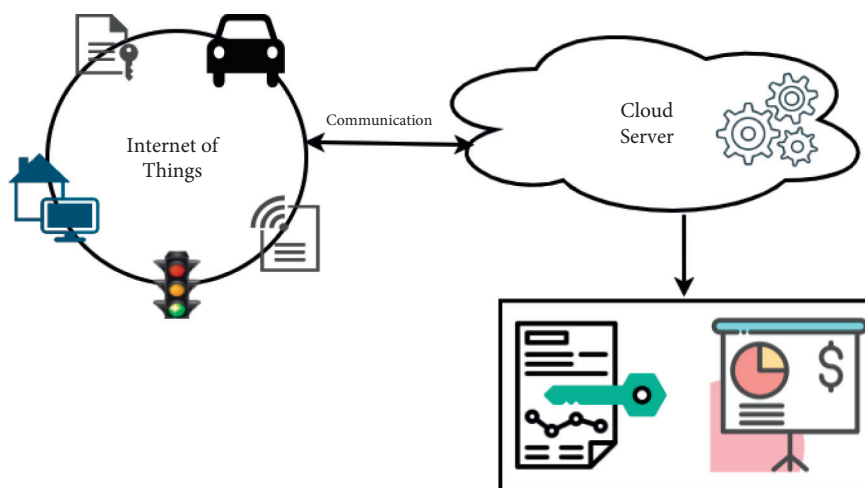 Internet of
Things
Communication
Cloud
Server
$